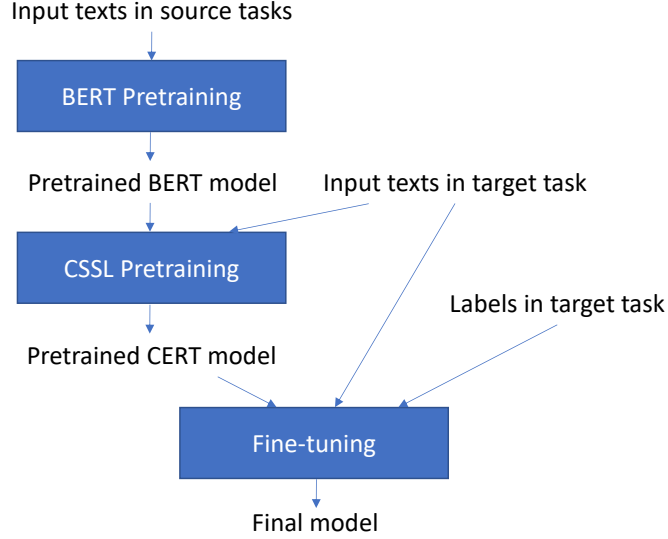 Input texts in source tasks
BERT Pretraining
Pretrained BERT model
Input texts in target task
CSSL Pretraining
Labels in target task
Pretrained CERT model
Fine-tuning
Final model